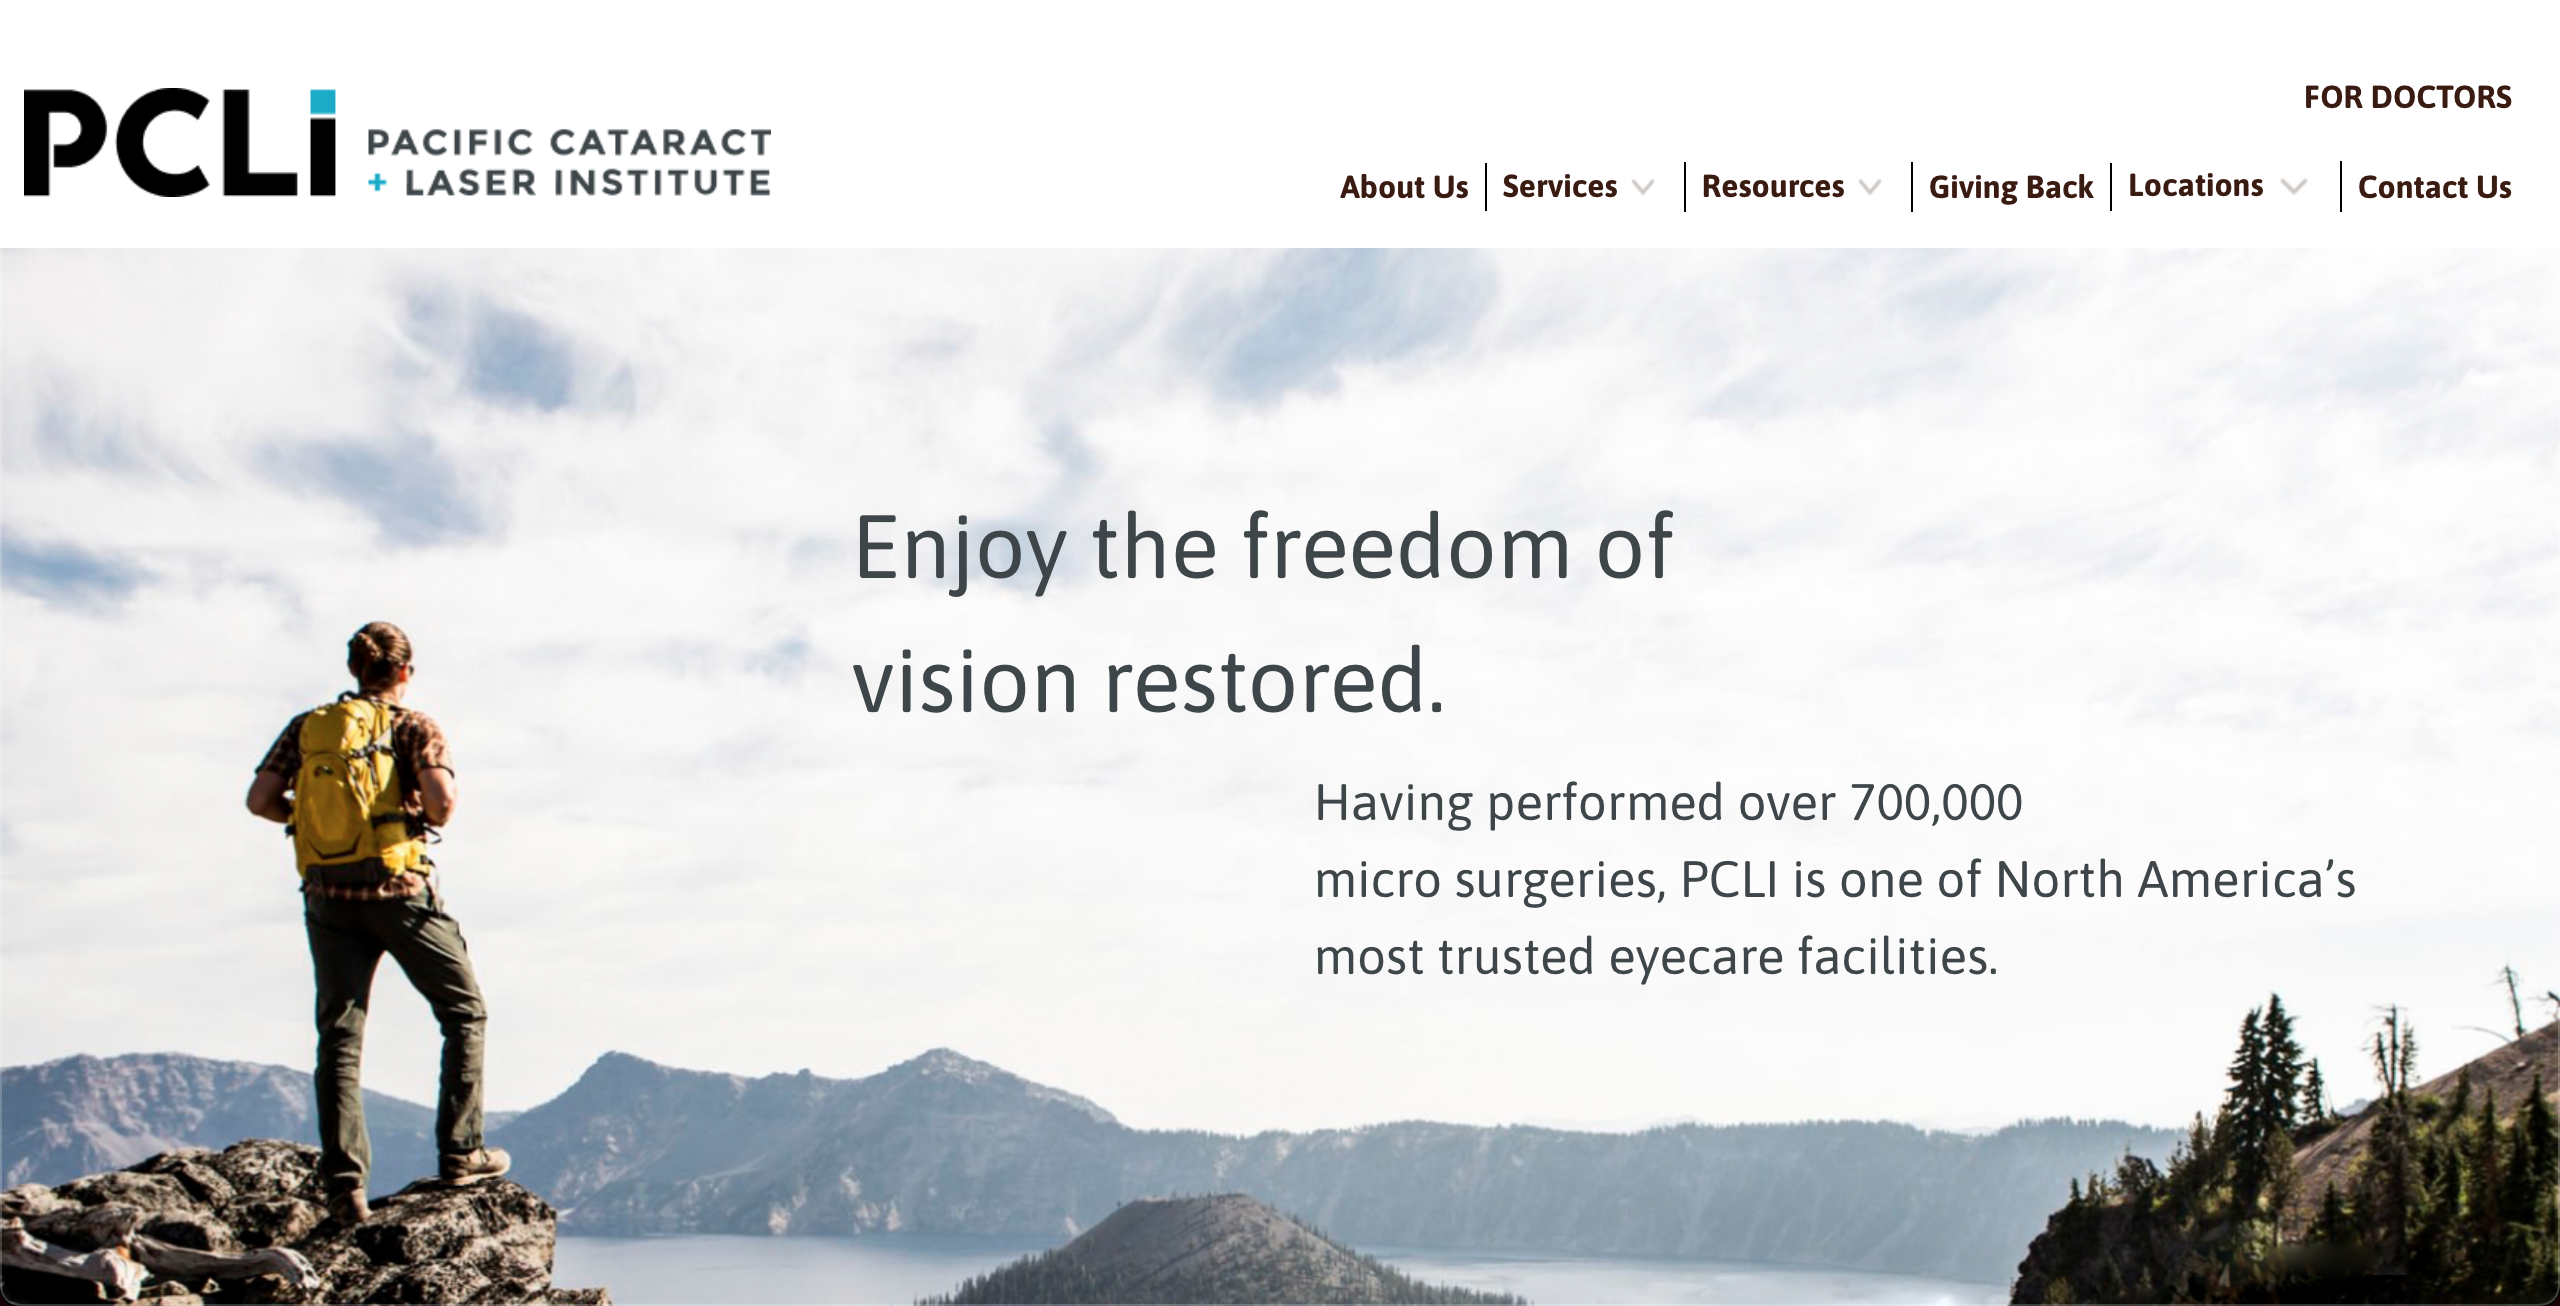 PCLi
PACIFIC CATARACT
+ LASER INSTITUTE
FOR DOCTORS
About Us
Services
Resources
Giving Back
Locations
Contact Us
Enjoy the freedom of
vision restored.
Having performed over 700,000
micro surgeries, PCLI is one of North America’s
most trusted eyecare facilities.